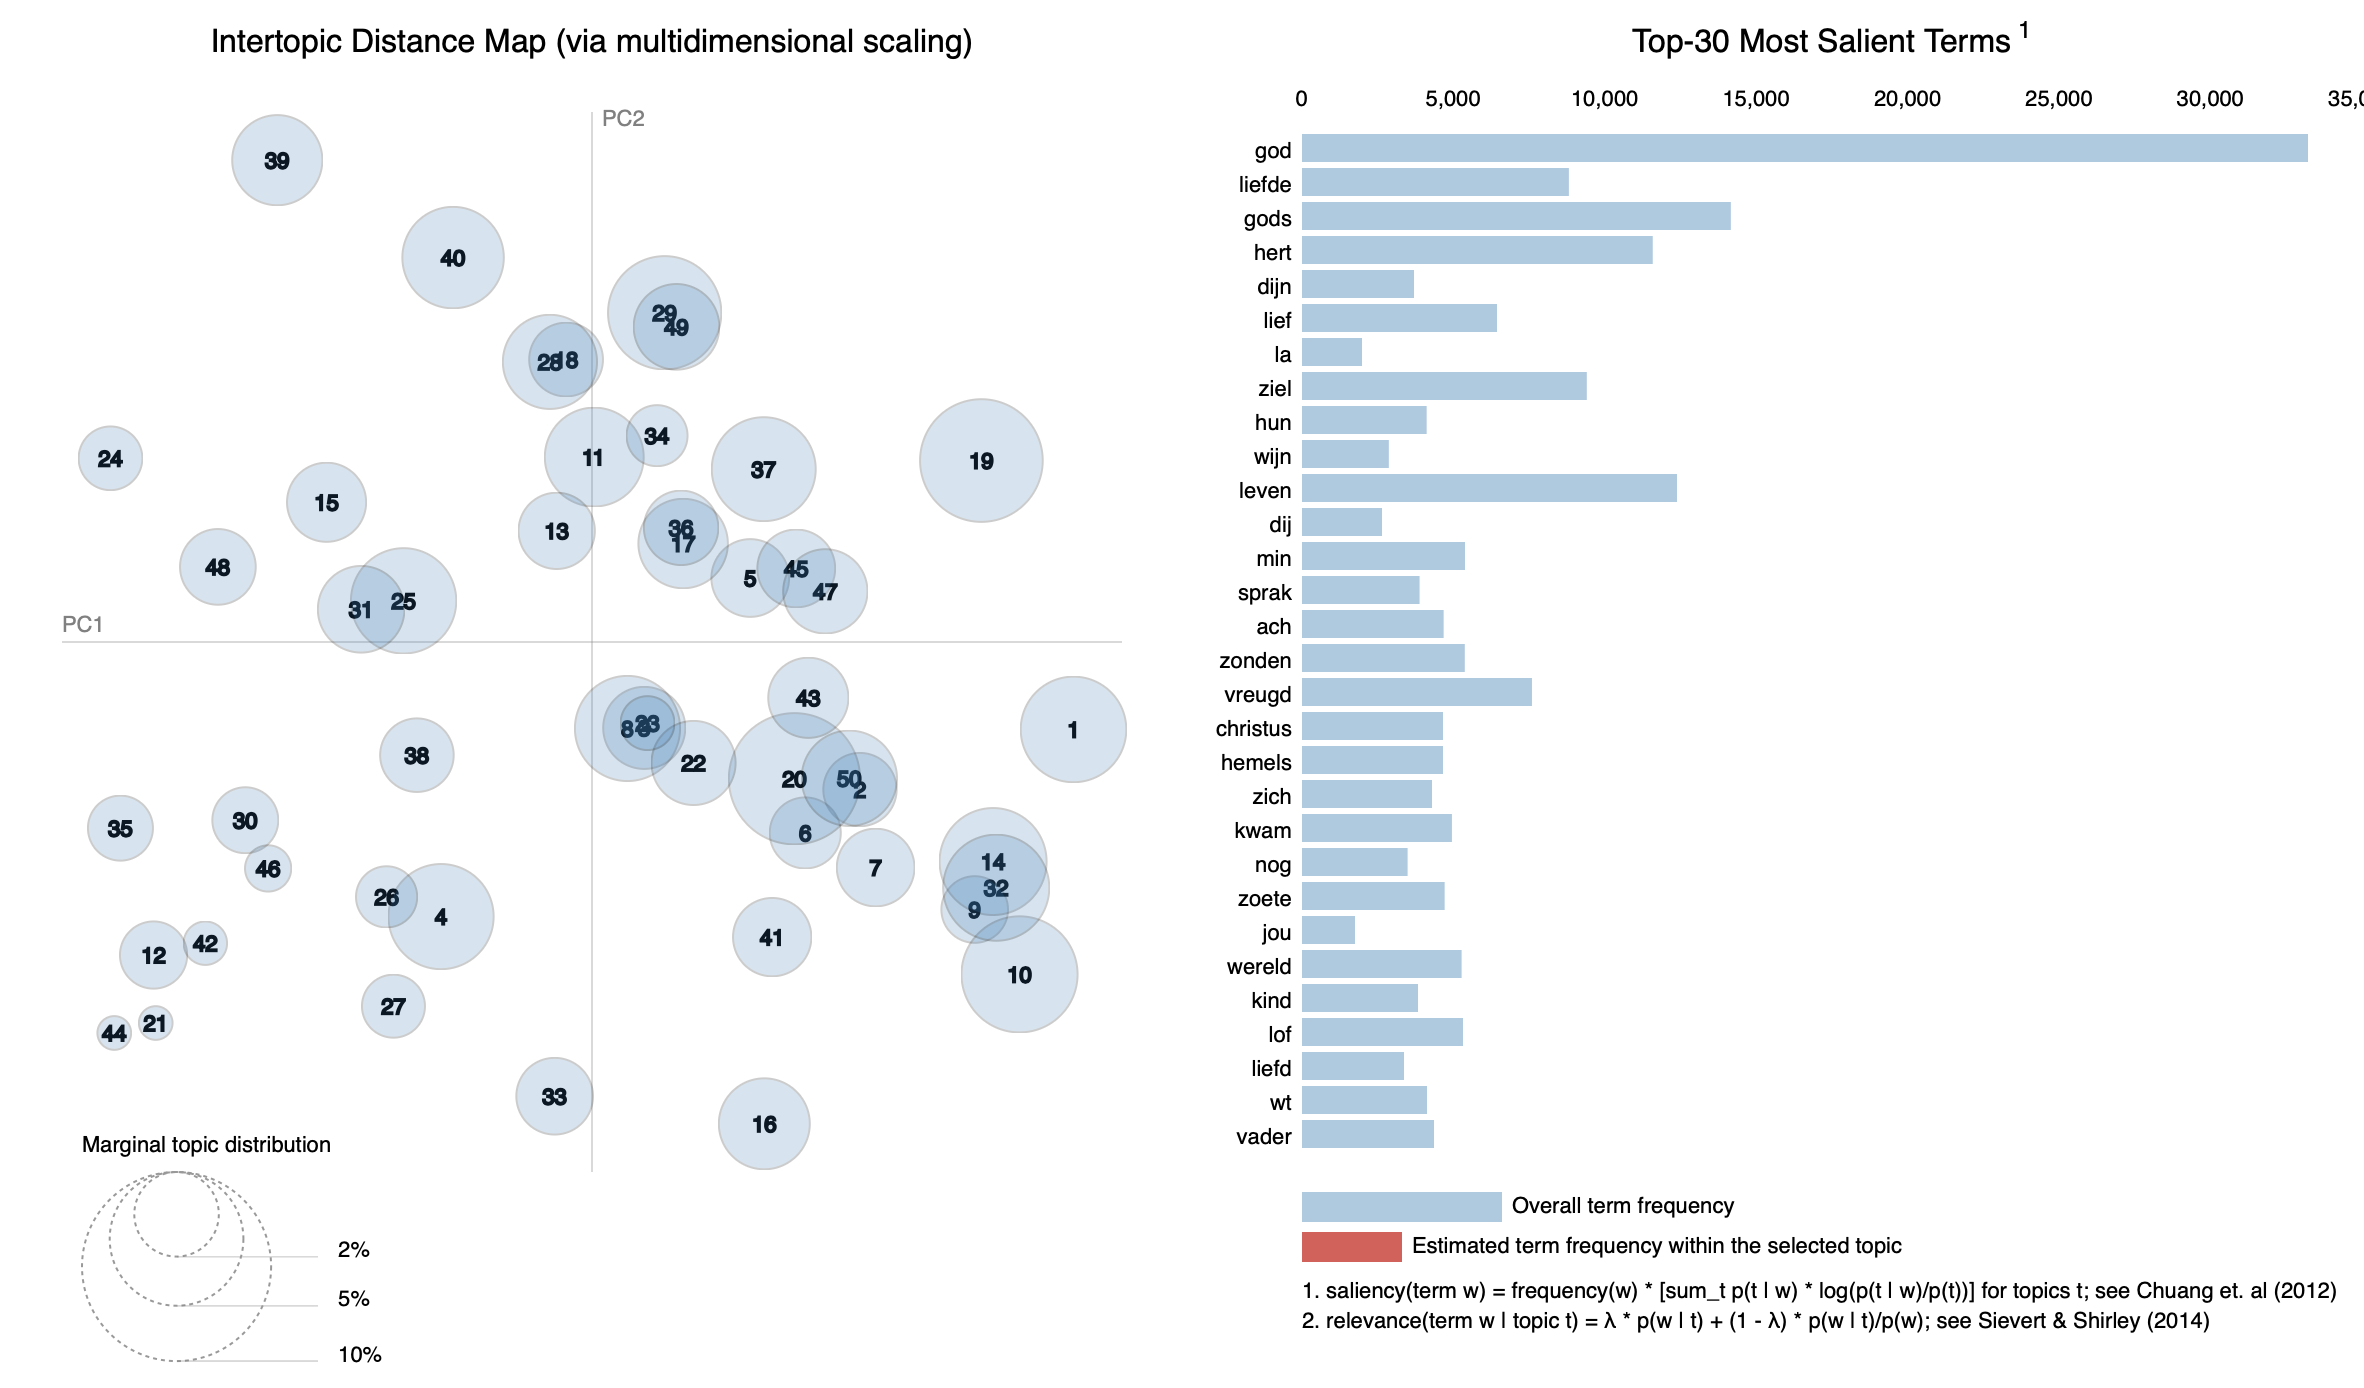 Intertopic Distance Map (via multidimensional scaling)
PC2
PC1
39
40
29
49
28
18
34
11
37
19
24
15
13
36
17
48
5
45
47
31
25
43
1
8
23
22
38
20
50
2
35
30
6
46
7
14
26
32
4
9
41
12
42
10
27
44
21
33
16
Marginal topic distribution
2%
5%
10%
Top-30 Most Salient Terms 1
0 5,000 10,000 15,000 20,000 25,000 30,000 35,0
god
liefde
gods
hert
dijn
lief
la
ziel
hun
wijn
leven
dij
min
sprak
ach
zonden
vreugd
christus
hemels
zich
kwam
nog
zoete
jou
wereld
kind
lof
liefd
wt
vader
Overall term frequency
Estimated term frequency within the selected topic
1. saliency(term w) = frequency(w) * [sum_t p(t | w) * log(p(t | w)/p(t))] for topics t; see Chuang et. al (2012)
2. relevance(term w | topic t) = λ * p(w | t) + (1 - λ) * p(w | t)/p(w); see Sievert & Shirley (2014)